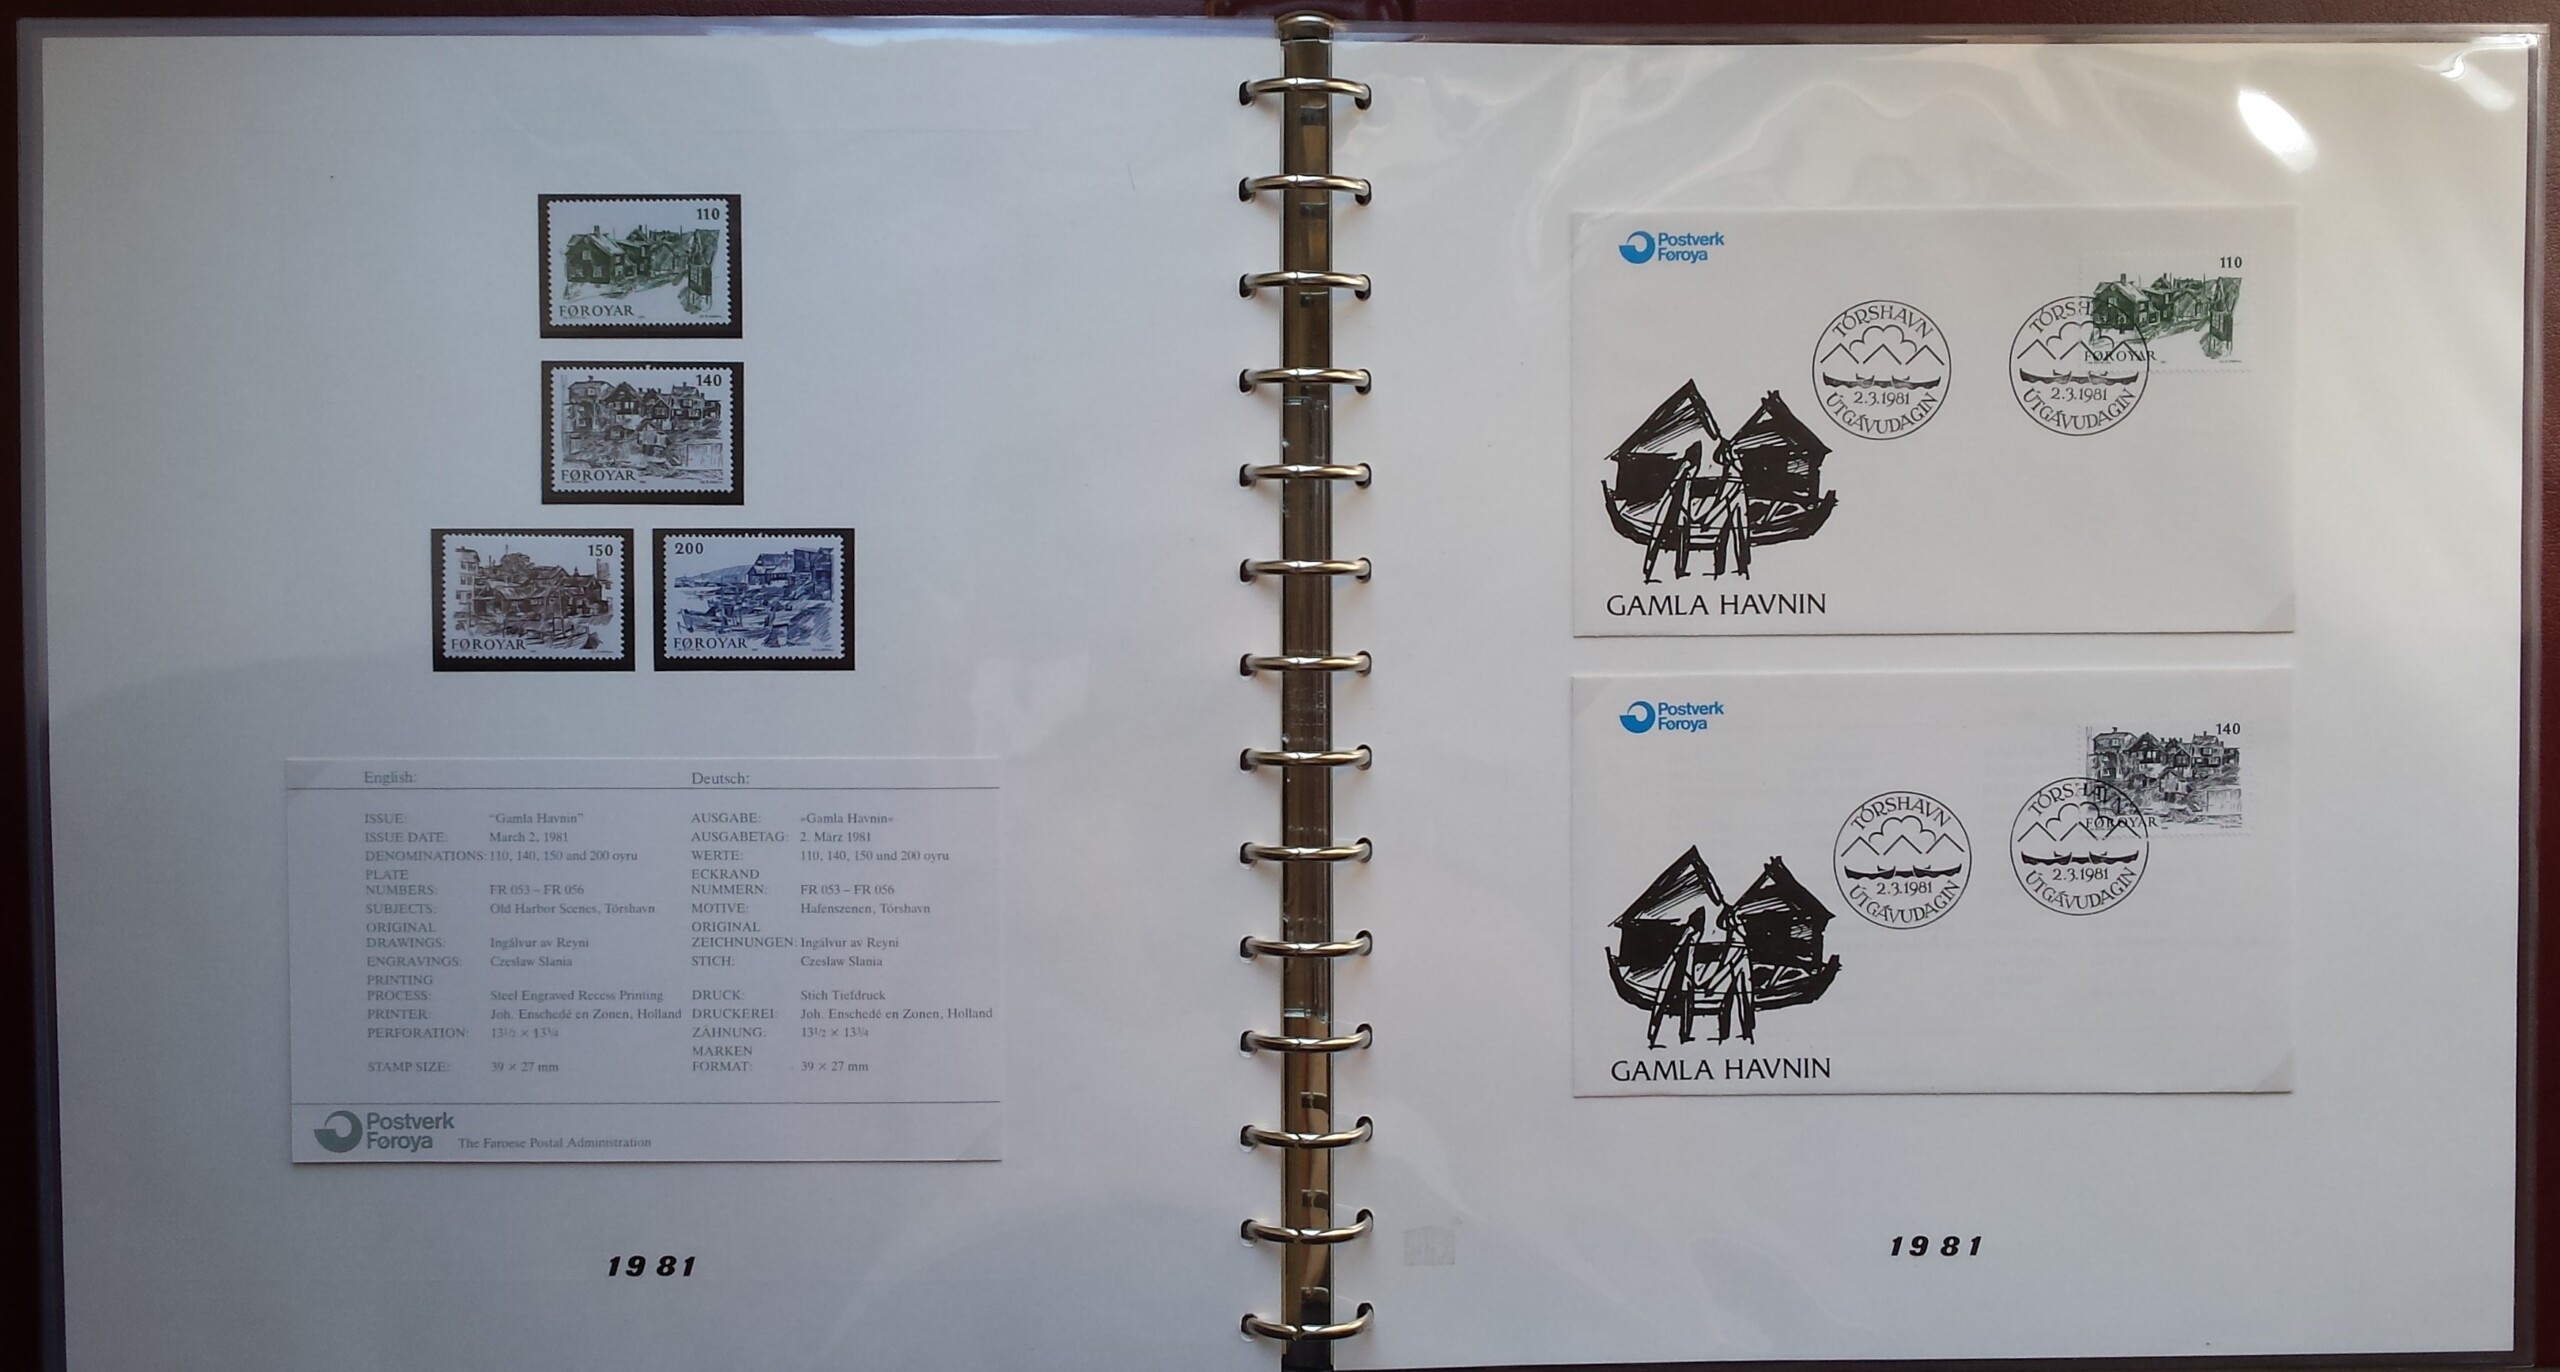 110
FØROYAR
140
FØROYAR
150
FØROYAR
200
FØROYAR
English: Deutsch:
ISSUE: "Gamla Havnin" AUSGABE: »Gamla Havnin«
ISSUE DATE: March 2, 1981 AUSGABETAG: 2. März 1981
DENOMINATIONS: 110, 140, 150 and 200 oyru WERTE: 110, 140, 150 und 200 oyru
PLATE ECKRAND
NUMBERS: FR 053 – FR 056 NUMMERN: FR 053 – FR 056
SUBJECTS: Old Harbor Scenes, Tórshavn MOTIVE: Hafenszenen, Tórshavn
ORIGINAL ORIGINAL
DRAWINGS: Ingálvur av Reyni ZEICHNUNGEN: Ingálvur av Reyni
ENGRAVINGS: Czeslaw Slania STICH: Czeslaw Slania
PRINTING
PROCESS: Steel Engraved Recess Printing DRUCK: Stich Tiefdruck
PRINTER: Joh. Enschedé en Zonen, Holland DRUCKEREI: Joh. Enschedé en Zonen, Holland
PERFORATION: 13½ × 13¾ ZÄHNUNG: 13½ × 13¾
MARKEN
STAMP SIZE: 39 × 27 mm FORMAT: 39 × 27 mm
Postverk
Føroya The Faroese Postal Administration
1981
Postverk
Føroya
110
FØROYAR
TÓRSHAVN
2.3.1981
ÚTGÁVUDAGIN
TÓRSHAVN
2.3.1981
ÚTGÁVUDAGIN
GAMLA HAVNIN
Postverk
Føroya
140
FØROYAR
TÓRSHAVN
2.3.1981
ÚTGÁVUDAGIN
TÓRSHAVN
2.3.1981
ÚTGÁVUDAGIN
GAMLA HAVNIN
1981